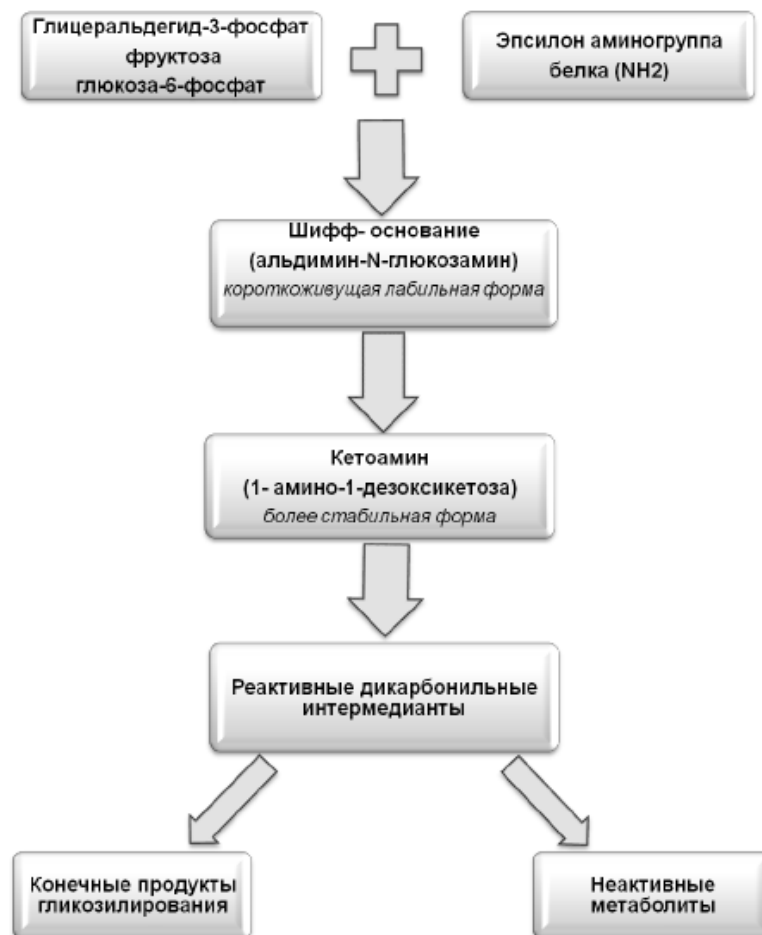 Глицеральдегид-3-фосфат
фруктоза
глюкоза-6-фосфат
Эпсилон аминогруппа
белка (NH2)
Шифф- основание
(альдимин-N-глюкозамин)
короткоживущая лабильная форма
Кетоамин
(1- амино-1-дезоксикетоза)
более стабильная форма
Реактивные дикарбонильные
интермедианты
Конечные продукты
гликозилирования
Неактивные
метаболиты